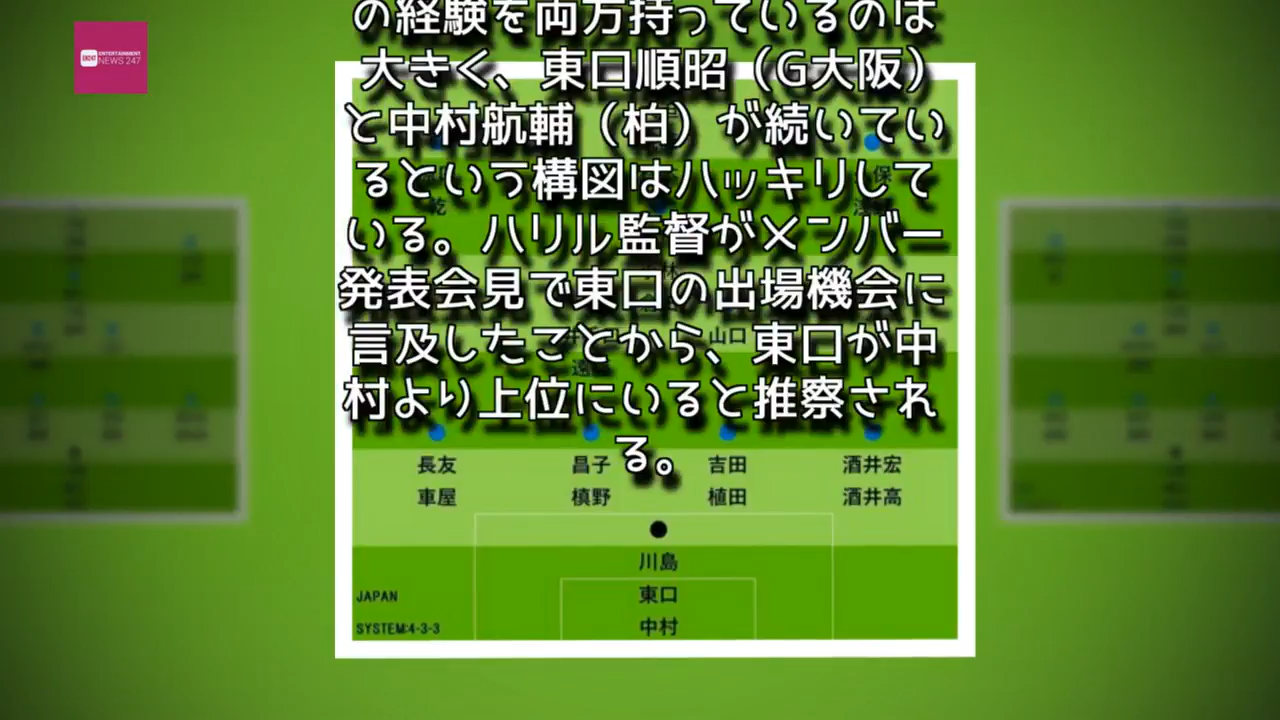 ENTERTAINMENT
NEWS 247
の経験を両方持っているのは
大きく、東口順昭（G大阪）
と中村航輔（柏）が続いてい
るという構図はハッキリして
いる。ハリル監督がメンバー
発表会見で東口の出場機会に
言及したことから、東口が中
村より上位にいると推察され
る。
乾
山口
長友 昌子 吉田 酒井宏
車屋 槙野 植田 酒井高
川島
JAPAN 東口
SYSTEM:4-3-3 中村